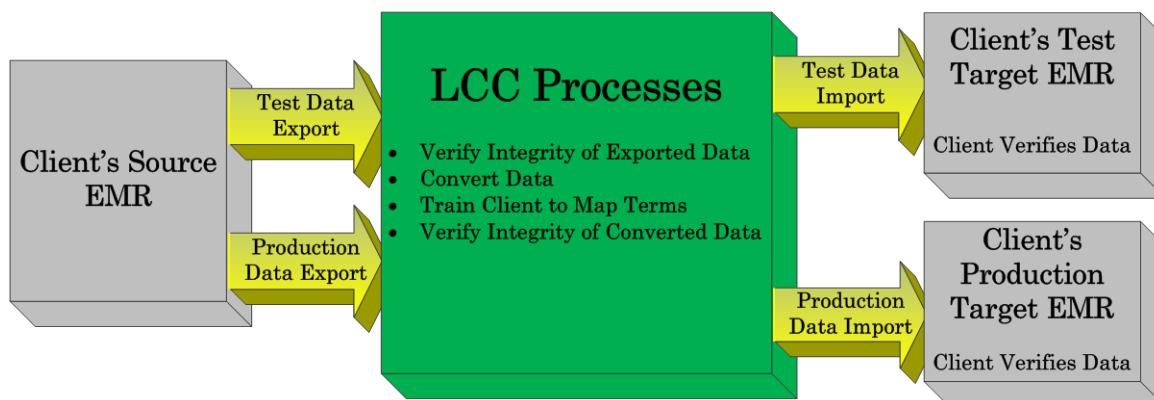 Client's Source
EMR
Test Data
Export
Production
Data Export
LCC Processes
• Verify Integrity of Exported Data
• Convert Data
• Train Client to Map Terms
• Verify Integrity of Converted Data
Test Data
Import
Production
Data Import
Client's Test
Target EMR
Client Verifies Data
Client's
Production
Target EMR
Client Verifies Data